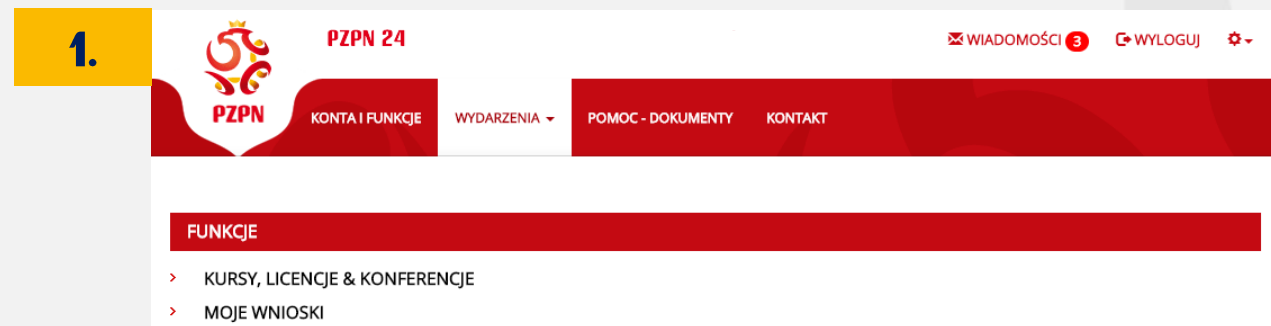 1.
PZPN 24
WIADOMOŚCI 3 WYLOGUJ
PZPN
KONTA I FUNKCJE WYDARZENIA POMOC - DOKUMENTY KONTAKT
FUNKCJE
KURSY, LICENCJE & KONFERENCJE
MOJE WNIOSKI